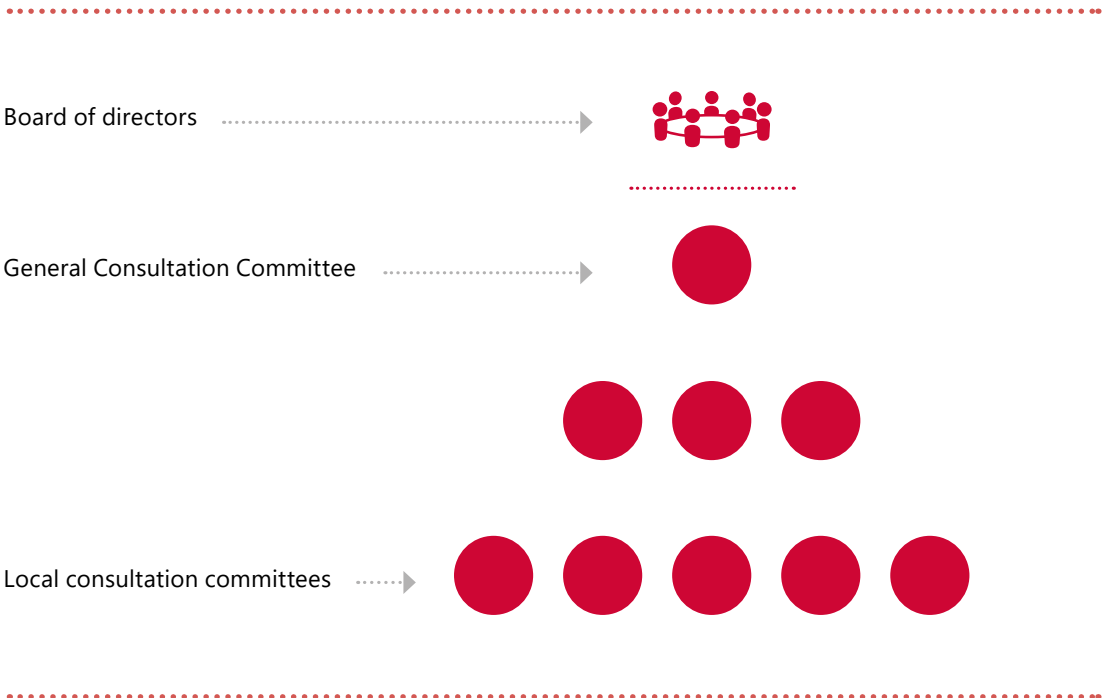 Board of directors
General Consultation Committee
Local consultation committees